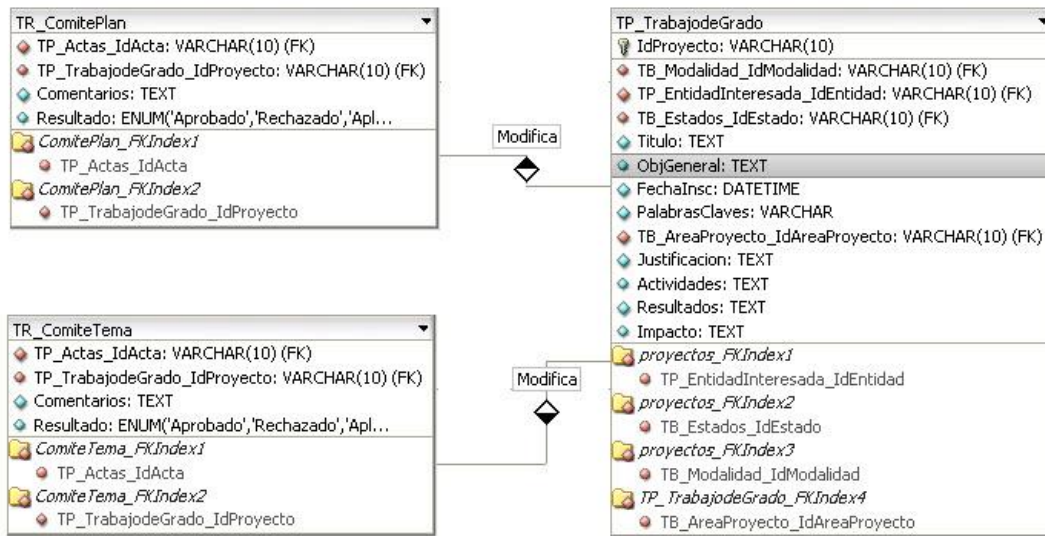 TR_ComitePlan
TP_Actas_IdActa: VARCHAR(10) (FK)
TP_TrabajodeGrado_IdProyecto: VARCHAR(10) (FK)
Comentarios: TEXT
Resultado: ENUM('Aprobado','Rechazado','Apl...
ComitePlan_FKIndex1
TP_Actas_IdActa
ComitePlan_FKIndex2
TP_TrabajodeGrado_IdProyecto
Modifica
TR_ComiteTema
TP_Actas_IdActa: VARCHAR(10) (FK)
TP_TrabajodeGrado_IdProyecto: VARCHAR(10) (FK)
Comentarios: TEXT
Resultado: ENUM('Aprobado','Rechazado','Apl...
ComiteTema_FKIndex1
TP_Actas_IdActa
ComiteTema_FKIndex2
TP_TrabajodeGrado_IdProyecto
Modifica
TP_TrabajodeGrado
IdProyecto: VARCHAR(10)
TB_Modalidad_IdModalidad: VARCHAR(10) (FK)
TP_EntidadInteresada_IdEntidad: VARCHAR(10) (FK)
TB_Estados_IdEstado: VARCHAR(10) (FK)
Titulo: TEXT
ObjGeneral: TEXT
FechaInsc: DATETIME
PalabrasClaves: VARCHAR
TB_AreaProyecto_IdAreaProyecto: VARCHAR(10) (FK)
Justificacion: TEXT
Actividades: TEXT
Resultados: TEXT
Impacto: TEXT
proyectos_FKIndex1
TP_EntidadInteresada_IdEntidad
proyectos_FKIndex2
TB_Estados_IdEstado
proyectos_FKIndex3
TB_Modalidad_IdModalidad
TP_TrabajodeGrado_FKIndex4
TB_AreaProyecto_IdAreaProyecto